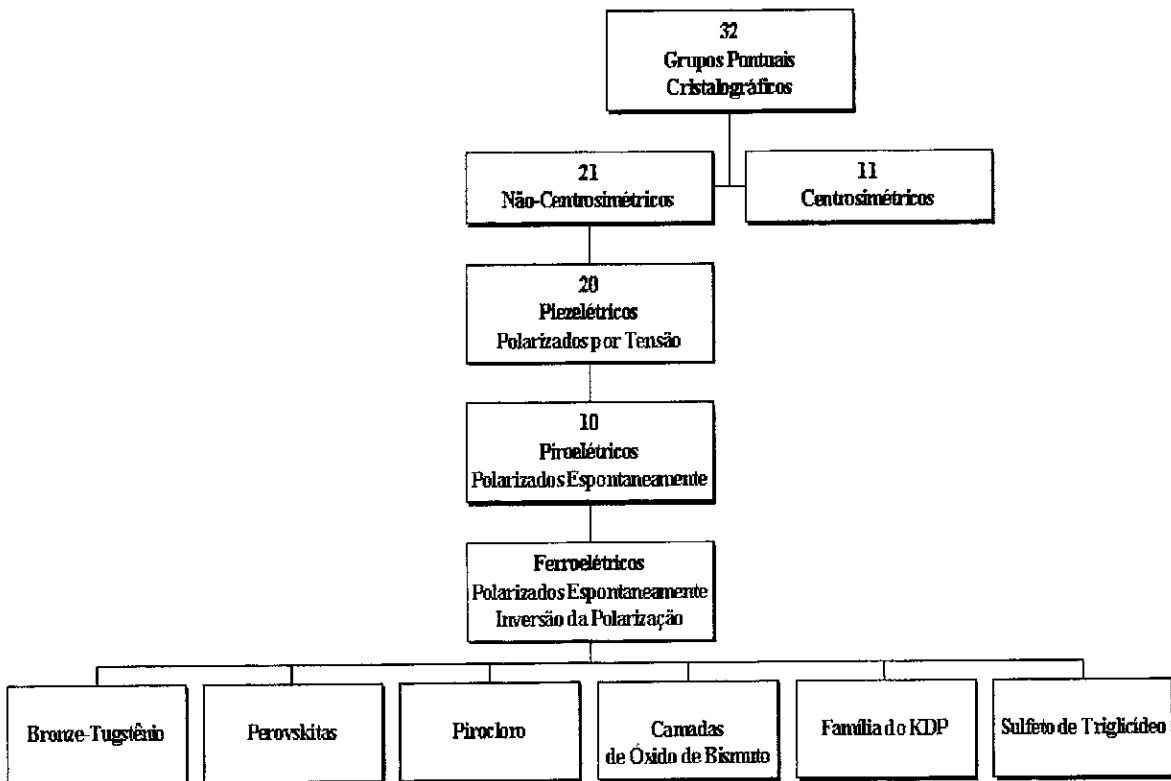 32
Grupos Pontuais
Cristalográficos
21
Não-Centrosimétricos
11
Centrosimétricos
20
Piezelétricos
Polarizados por Tensão
10
Piroelétricos
Polarizados Espontaneamente
Ferroelétricos
Polarizados Espontaneamente
Inversão da Polarização
Bronze-Tugstênio
Perovskitas
Pirocloro
Camadas
de Óxido de Bismuto
Família do KDP
Sulfeto de Triglicídeo